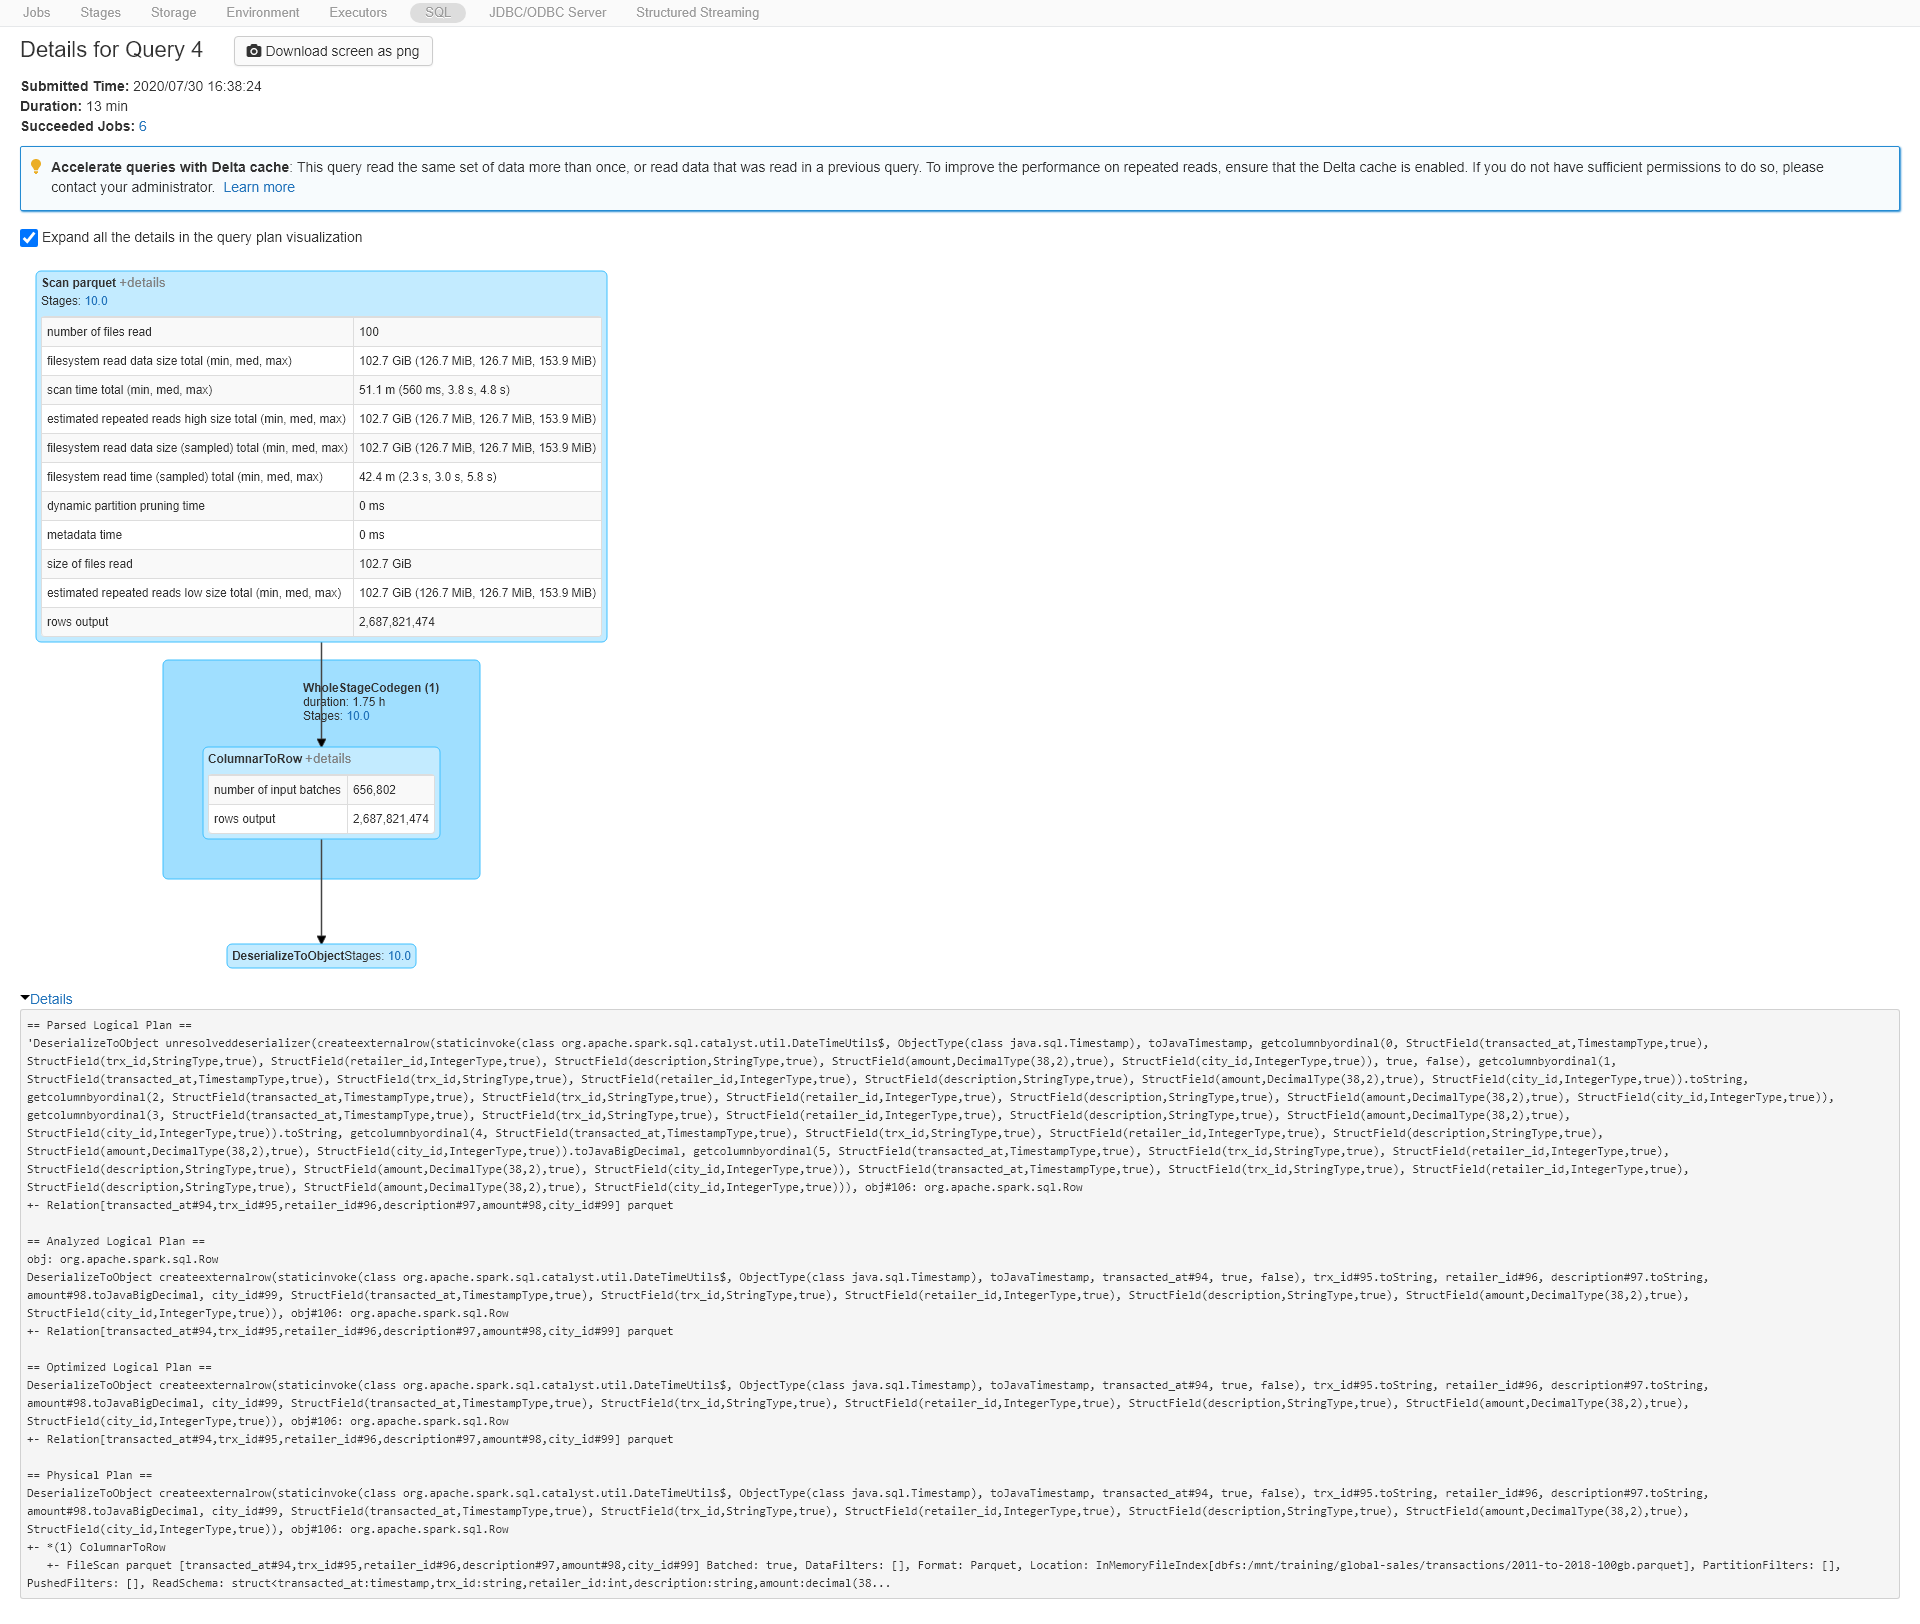 Jobs Stages Storage Environment Executors SQL JDBC/ODBC Server Structured Streaming
Details for Query 4 Download screen as png
Submitted Time: 2020/07/30 16:38:24
Duration: 13 min
Succeeded Jobs: 6
Accelerate queries with Delta cache: This query read the same set of data more than once, or read data that was read in a previous query. To improve the performance on repeated reads, ensure that the Delta cache is enabled. If you do not have sufficient permissions to do so, please
contact your administrator. Learn more
Expand all the details in the query plan visualization
Scan parquet +details
Stages: 10.0
number of files read 100
filesystem read data size total (min, med, max) 102.7 GiB (126.7 MiB, 126.7 MiB, 153.9 MiB)
scan time total (min, med, max) 51.1 m (560 ms, 3.8 s, 4.8 s)
estimated repeated reads high size total (min, med, max) 102.7 GiB (126.7 MiB, 126.7 MiB, 153.9 MiB)
filesystem read data size (sampled) total (min, med, max) 102.7 GiB (126.7 MiB, 126.7 MiB, 153.9 MiB)
filesystem read time (sampled) total (min, med, max) 42.4 m (2.3 s, 3.0 s, 5.8 s)
dynamic partition pruning time 0 ms
metadata time 0 ms
size of files read 102.7 GiB
estimated repeated reads low size total (min, med, max) 102.7 GiB (126.7 MiB, 126.7 MiB, 153.9 MiB)
rows output 2,687,821,474
WholeStageCodegen (1)
duration: 1.75 h
Stages: 10.0
ColumnarToRow +details
number of input batches 656,802
rows output 2,687,821,474
DeserializeToObjectStages: 10.0
Details
== Parsed Logical Plan ==
'DeserializeToObject unresolveddeserializer(createexternalrow(staticinvoke(class org.apache.spark.sql.catalyst.util.DateTimeUtils$, ObjectType(class java.sql.Timestamp), toJavaTimestamp, getcolumnbyordinal(0, StructField(transacted_at,TimestampType,true),
StructField(trx_id,StringType,true), StructField(retailer_id,IntegerType,true), StructField(description,StringType,true), StructField(amount,DecimalType(38,2),true), StructField(city_id,IntegerType,true)), true, false), getcolumnbyordinal(1,
StructField(transacted_at,TimestampType,true), StructField(trx_id,StringType,true), StructField(retailer_id,IntegerType,true), StructField(description,StringType,true), StructField(amount,DecimalType(38,2),true), StructField(city_id,IntegerType,true)).toString,
getcolumnbyordinal(2, StructField(transacted_at,TimestampType,true), StructField(trx_id,StringType,true), StructField(retailer_id,IntegerType,true), StructField(description,StringType,true), StructField(amount,DecimalType(38,2),true), StructField(city_id,IntegerType,true)),
getcolumnbyordinal(3, StructField(transacted_at,TimestampType,true), StructField(trx_id,StringType,true), StructField(retailer_id,IntegerType,true), StructField(description,StringType,true), StructField(amount,DecimalType(38,2),true),
StructField(city_id,IntegerType,true)).toString, getcolumnbyordinal(4, StructField(transacted_at,TimestampType,true), StructField(trx_id,StringType,true), StructField(retailer_id,IntegerType,true), StructField(description,StringType,true),
StructField(amount,DecimalType(38,2),true), StructField(city_id,IntegerType,true)).toJavaBigDecimal, getcolumnbyordinal(5, StructField(transacted_at,TimestampType,true), StructField(trx_id,StringType,true), StructField(retailer_id,IntegerType,true),
StructField(description,StringType,true), StructField(amount,DecimalType(38,2),true), StructField(city_id,IntegerType,true)), StructField(transacted_at,TimestampType,true), StructField(trx_id,StringType,true), StructField(retailer_id,IntegerType,true),
StructField(description,StringType,true), StructField(amount,DecimalType(38,2),true), StructField(city_id,IntegerType,true))), obj#106: org.apache.spark.sql.Row
+- Relation[transacted_at#94,trx_id#95,retailer_id#96,description#97,amount#98,city_id#99] parquet
== Analyzed Logical Plan ==
obj: org.apache.spark.sql.Row
DeserializeToObject createexternalrow(staticinvoke(class org.apache.spark.sql.catalyst.util.DateTimeUtils$, ObjectType(class java.sql.Timestamp), toJavaTimestamp, transacted_at#94, true, false), trx_id#95.toString, retailer_id#96, description#97.toString,
amount#98.toJavaBigDecimal, city_id#99, StructField(transacted_at,TimestampType,true), StructField(trx_id,StringType,true), StructField(retailer_id,IntegerType,true), StructField(description,StringType,true), StructField(amount,DecimalType(38,2),true),
StructField(city_id,IntegerType,true)), obj#106: org.apache.spark.sql.Row
+- Relation[transacted_at#94,trx_id#95,retailer_id#96,description#97,amount#98,city_id#99] parquet
== Optimized Logical Plan ==
DeserializeToObject createexternalrow(staticinvoke(class org.apache.spark.sql.catalyst.util.DateTimeUtils$, ObjectType(class java.sql.Timestamp), toJavaTimestamp, transacted_at#94, true, false), trx_id#95.toString, retailer_id#96, description#97.toString,
amount#98.toJavaBigDecimal, city_id#99, StructField(transacted_at,TimestampType,true), StructField(trx_id,StringType,true), StructField(retailer_id,IntegerType,true), StructField(description,StringType,true), StructField(amount,DecimalType(38,2),true),
StructField(city_id,IntegerType,true)), obj#106: org.apache.spark.sql.Row
+- Relation[transacted_at#94,trx_id#95,retailer_id#96,description#97,amount#98,city_id#99] parquet
== Physical Plan ==
DeserializeToObject createexternalrow(staticinvoke(class org.apache.spark.sql.catalyst.util.DateTimeUtils$, ObjectType(class java.sql.Timestamp), toJavaTimestamp, transacted_at#94, true, false), trx_id#95.toString, retailer_id#96, description#97.toString,
amount#98.toJavaBigDecimal, city_id#99, StructField(transacted_at,TimestampType,true), StructField(trx_id,StringType,true), StructField(retailer_id,IntegerType,true), StructField(description,StringType,true), StructField(amount,DecimalType(38,2),true),
StructField(city_id,IntegerType,true)), obj#106: org.apache.spark.sql.Row
+- *(1) ColumnarToRow
+- FileScan parquet [transacted_at#94,trx_id#95,retailer_id#96,description#97,amount#98,city_id#99] Batched: true, DataFilters: [], Format: Parquet, Location: InMemoryFileIndex[dbfs:/mnt/training/global-sales/transactions/2011-to-2018-100gb.parquet], PartitionFilters: [],
PushedFilters: [], ReadSchema: struct<transacted_at:timestamp,trx_id:string,retailer_id:int,description:string,amount:decimal(38...